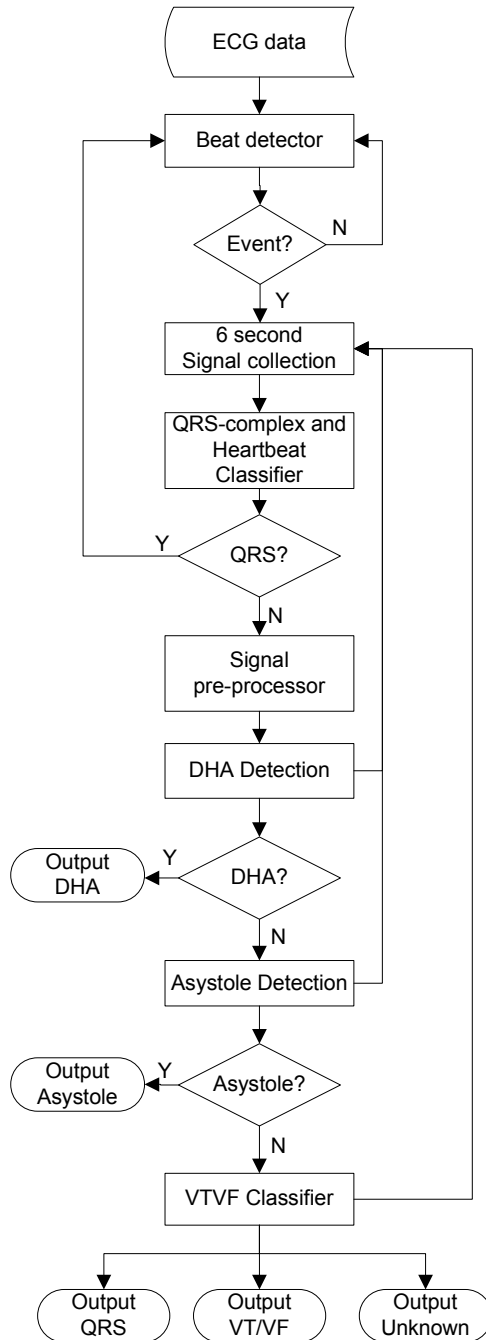 ECG data
Beat detector
Event?
N
Y
6 second
Signal collection
QRS-complex and
Heartbeat
Classifier
Y
QRS?
N
Signal
pre-processor
DHA Detection
Output
DHA
Y
DHA?
N
Asystole Detection
Output
Asystole
Y
Asystole?
N
VTVF Classifier
Output
QRS
Output
VT/VF
Output
Unknown